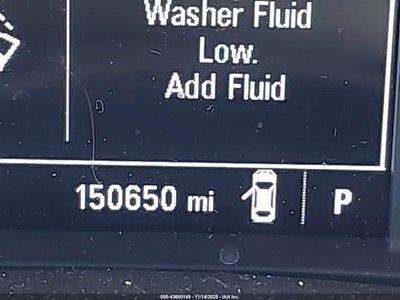 Washer Fluid
Low.
Add Fluid
150650 mi P
000-43680149 - 11/14/2025 - IAA Inc.